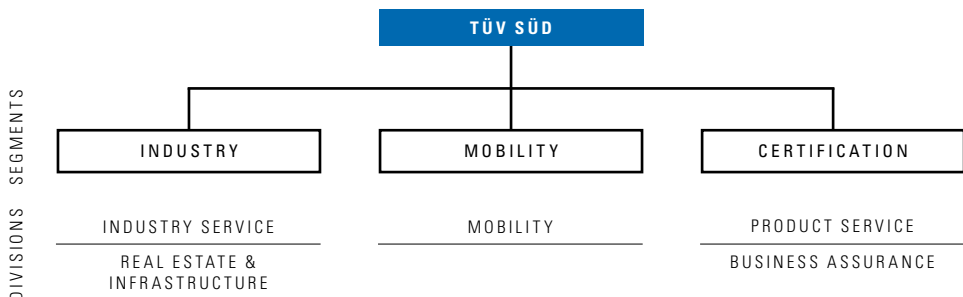 TÜV SÜD
SEGMENTS
INDUSTRY
MOBILITY
CERTIFICATION
DIVISIONS
INDUSTRY SERVICE
MOBILITY
PRODUCT SERVICE
REAL ESTATE &
INFRASTRUCTURE
BUSINESS ASSURANCE